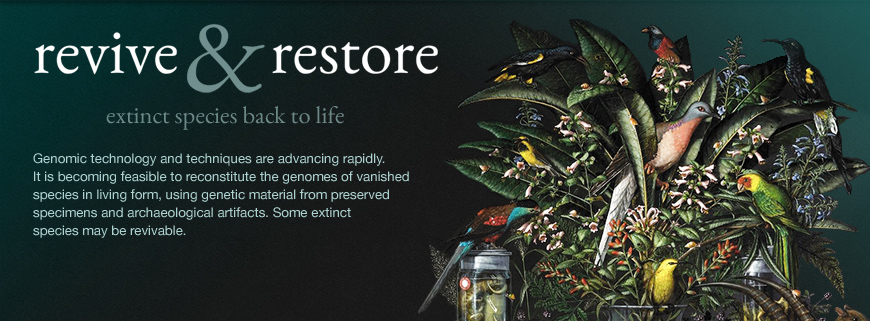 revive & restore
extinct species back to life
Genomic technology and techniques are advancing rapidly.
It is becoming feasible to reconstitute the genomes of vanished
species in living form, using genetic material from preserved
specimens and archaeological artifacts. Some extinct
species may be revivable.